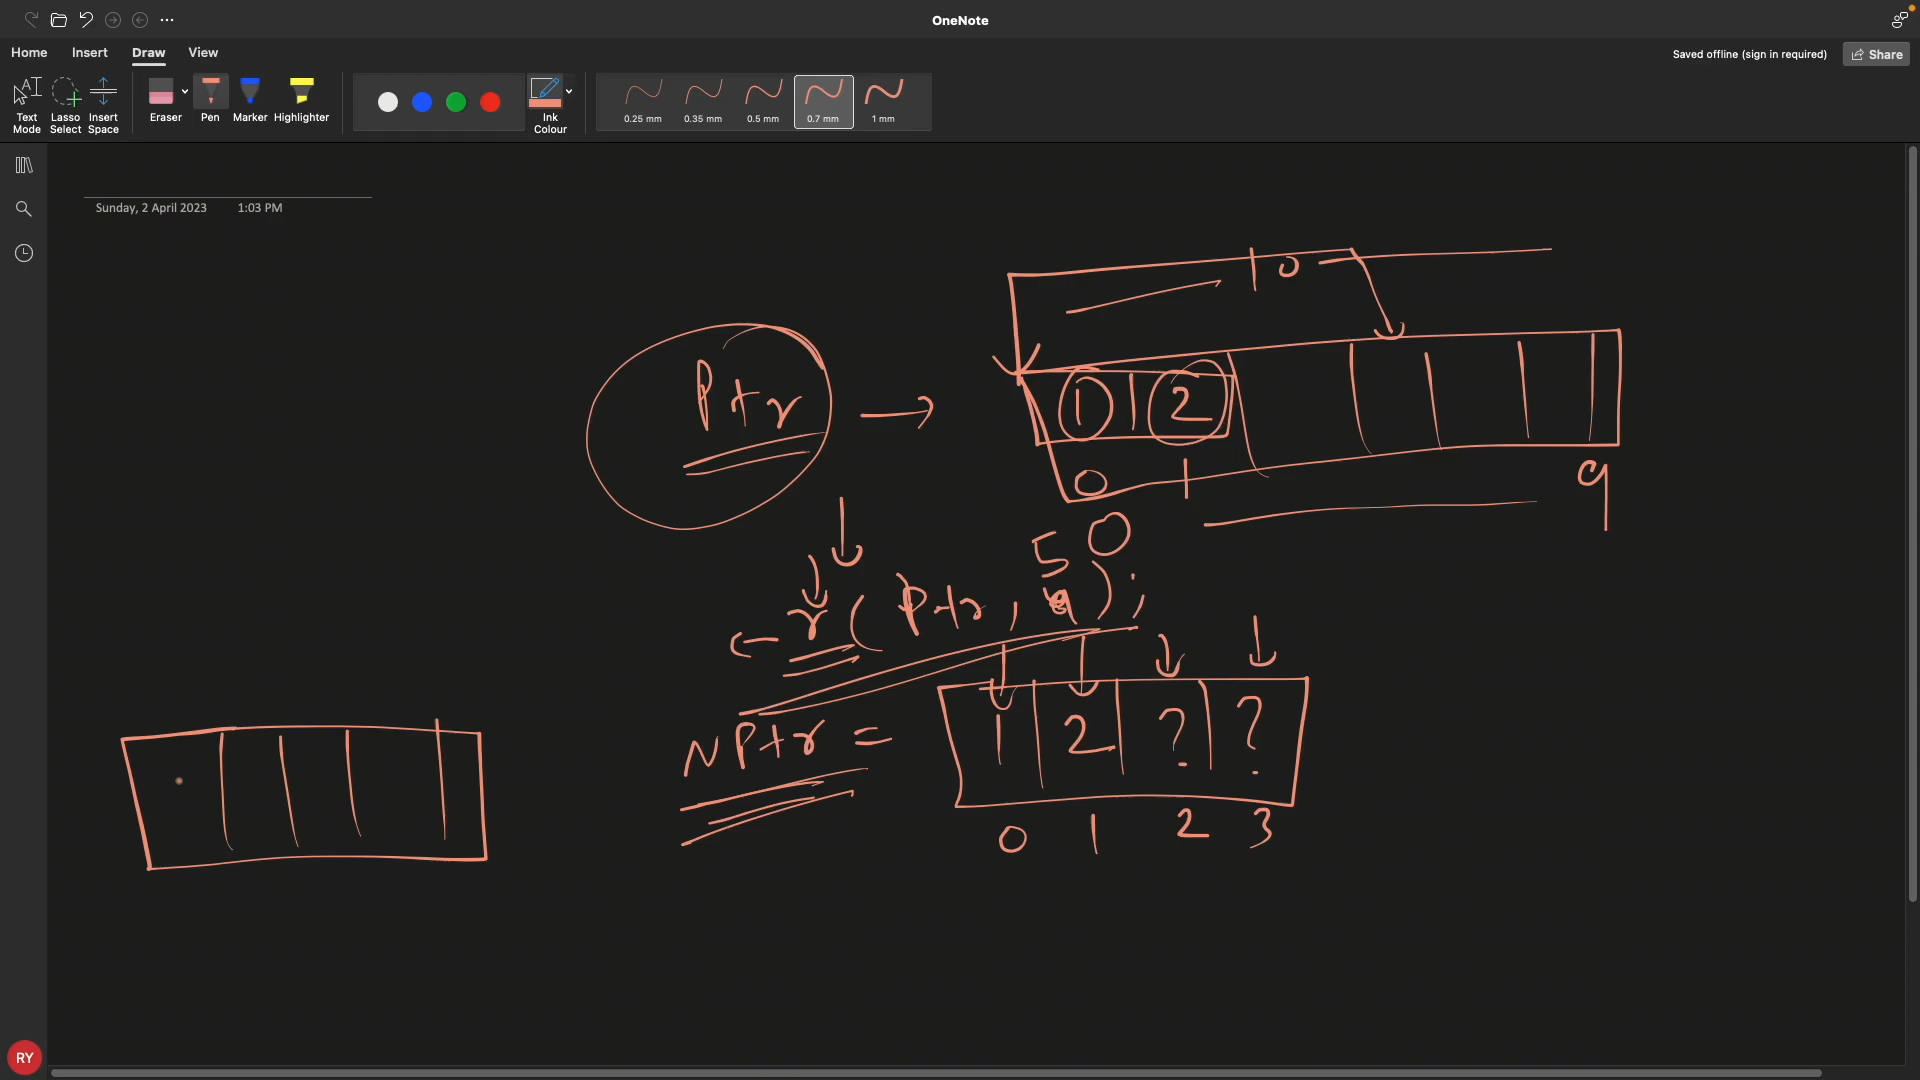 OneNote
Home Insert Draw View
Saved offline (sign in required) Share
Text Mode
Lasso Select
Insert Space
Eraser
Pen
Marker
Highlighter
Ink Colour
0.25 mm
0.35 mm
0.5 mm
0.7 mm
1 mm
Sunday, 2 April 2023 1:03 PM
10
Ptr
1 2
0 1 9
50
r(Ptr, );
NPtr = 1 2 ? ?
0 1 2 3
RY